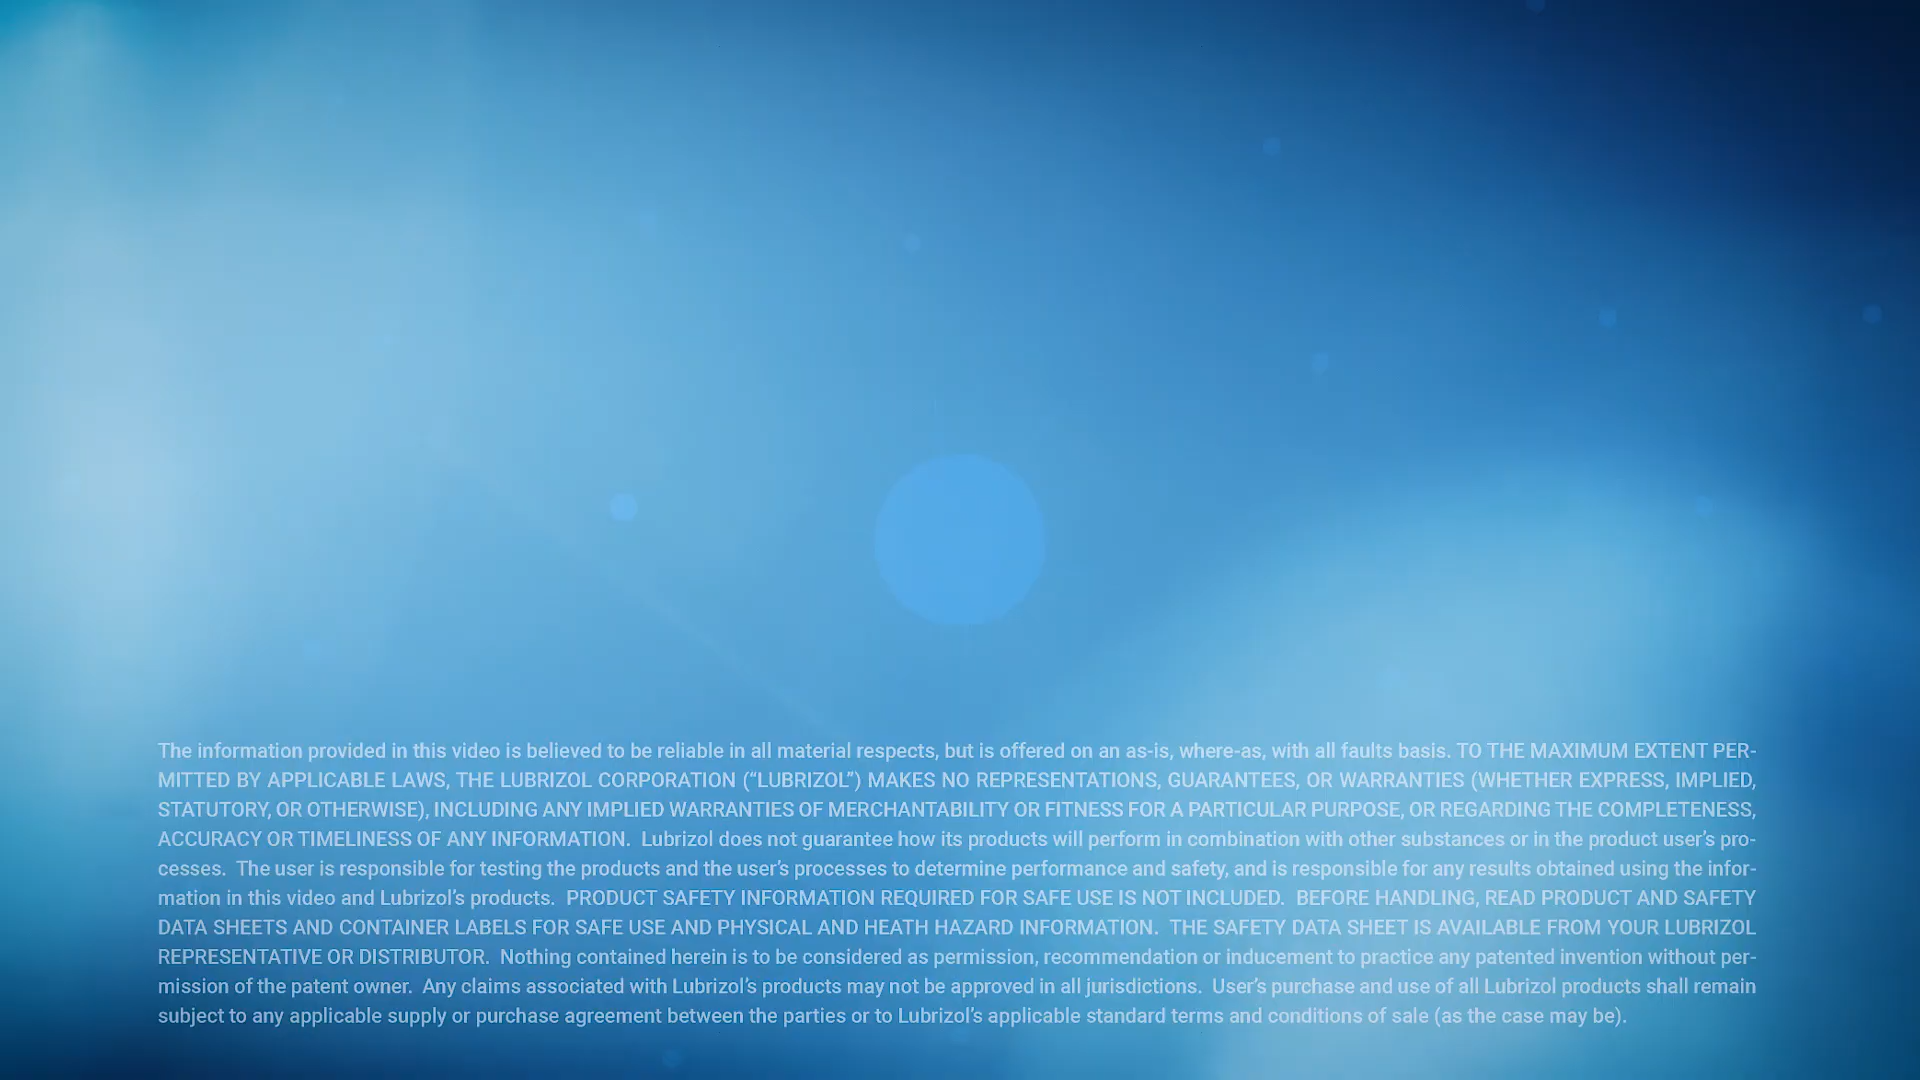 The information provided in this video is believed to be reliable in all material respects, but is offered on an as-is, where-as, with all faults basis. TO THE MAXIMUM EXTENT PER-
MITTED BY APPLICABLE LAWS, THE LUBRIZOL CORPORATION (“LUBRIZOL”) MAKES NO REPRESENTATIONS, GUARANTEES, OR WARRANTIES (WHETHER EXPRESS, IMPLIED,
STATUTORY, OR OTHERWISE), INCLUDING ANY IMPLIED WARRANTIES OF MERCHANTABILITY OR FITNESS FOR A PARTICULAR PURPOSE, OR REGARDING THE COMPLETENESS,
ACCURACY OR TIMELINESS OF ANY INFORMATION.  Lubrizol does not guarantee how its products will perform in combination with other substances or in the product user’s pro-
cesses.  The user is responsible for testing the products and the user’s processes to determine performance and safety, and is responsible for any results obtained using the infor-
mation in this video and Lubrizol’s products.  PRODUCT SAFETY INFORMATION REQUIRED FOR SAFE USE IS NOT INCLUDED.  BEFORE HANDLING, READ PRODUCT AND SAFETY
DATA SHEETS AND CONTAINER LABELS FOR SAFE USE AND PHYSICAL AND HEATH HAZARD INFORMATION.  THE SAFETY DATA SHEET IS AVAILABLE FROM YOUR LUBRIZOL
REPRESENTATIVE OR DISTRIBUTOR.  Nothing contained herein is to be considered as permission, recommendation or inducement to practice any patented invention without per-
mission of the patent owner.  Any claims associated with Lubrizol’s products may not be approved in all jurisdictions.  User’s purchase and use of all Lubrizol products shall remain
subject to any applicable supply or purchase agreement between the parties or to Lubrizol’s applicable standard terms and conditions of sale (as the case may be).